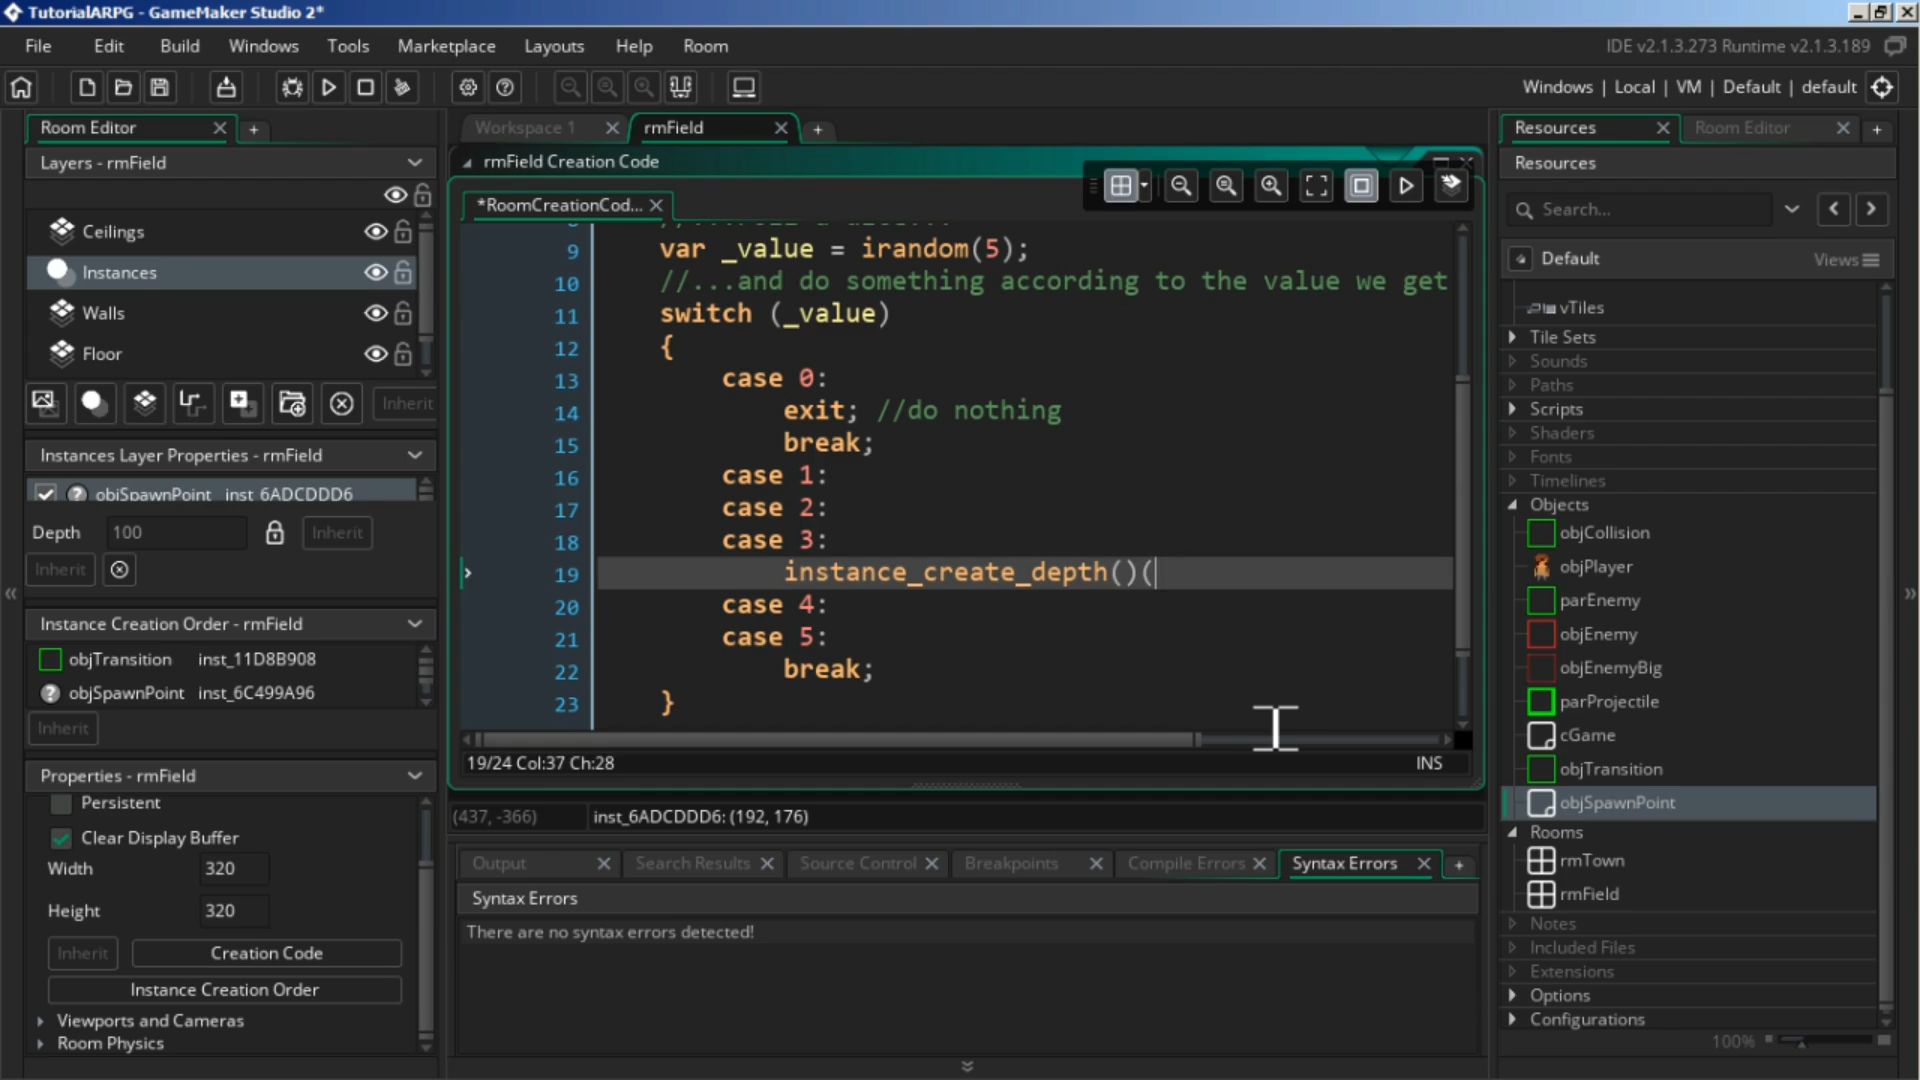 TutorialARPG - GameMaker Studio 2*
File Edit Build Windows Tools Marketplace Layouts Help Room
IDE v2.1.3.273 Runtime v2.1.3.189
Windows | Local | VM | Default | default
Room Editor
Layers - rmField
Ceilings
Instances
Walls
Floor
Inherit
Instances Layer Properties - rmField
objSpawnPoint inst_6ADCDDD6
Depth 100 Inherit
Inherit
Instance Creation Order - rmField
objTransition inst_11D8B908
objSpawnPoint inst_6C499A96
Inherit
Properties - rmField
Persistent
Clear Display Buffer
Width 320
Height 320
Inherit Creation Code
Instance Creation Order
Viewports and Cameras
Room Physics
Workspace 1 rmField
rmField Creation Code
*RoomCreationCod...
9 var _value = irandom(5);
10 //...and do something according to the value we get
11 switch (_value)
12 {
13 case 0:
14 exit; //do nothing
15 break;
16 case 1:
17 case 2:
18 case 3:
19 instance_create_depth()(
20 case 4:
21 case 5:
22 break;
23 }
19/24 Col:37 Ch:28 INS
(437, -366) inst_6ADCDDD6: (192, 176)
Output Search Results Source Control Breakpoints Compile Errors Syntax Errors
Syntax Errors
There are no syntax errors detected!
Resources Room Editor
Resources
Search...
Default Views
vTiles
Tile Sets
Sounds
Paths
Scripts
Shaders
Fonts
Timelines
Objects
objCollision
objPlayer
parEnemy
objEnemy
objEnemyBig
parProjectile
cGame
objTransition
objSpawnPoint
Rooms
rmTown
rmField
Notes
Included Files
Extensions
Options
Configurations
100%